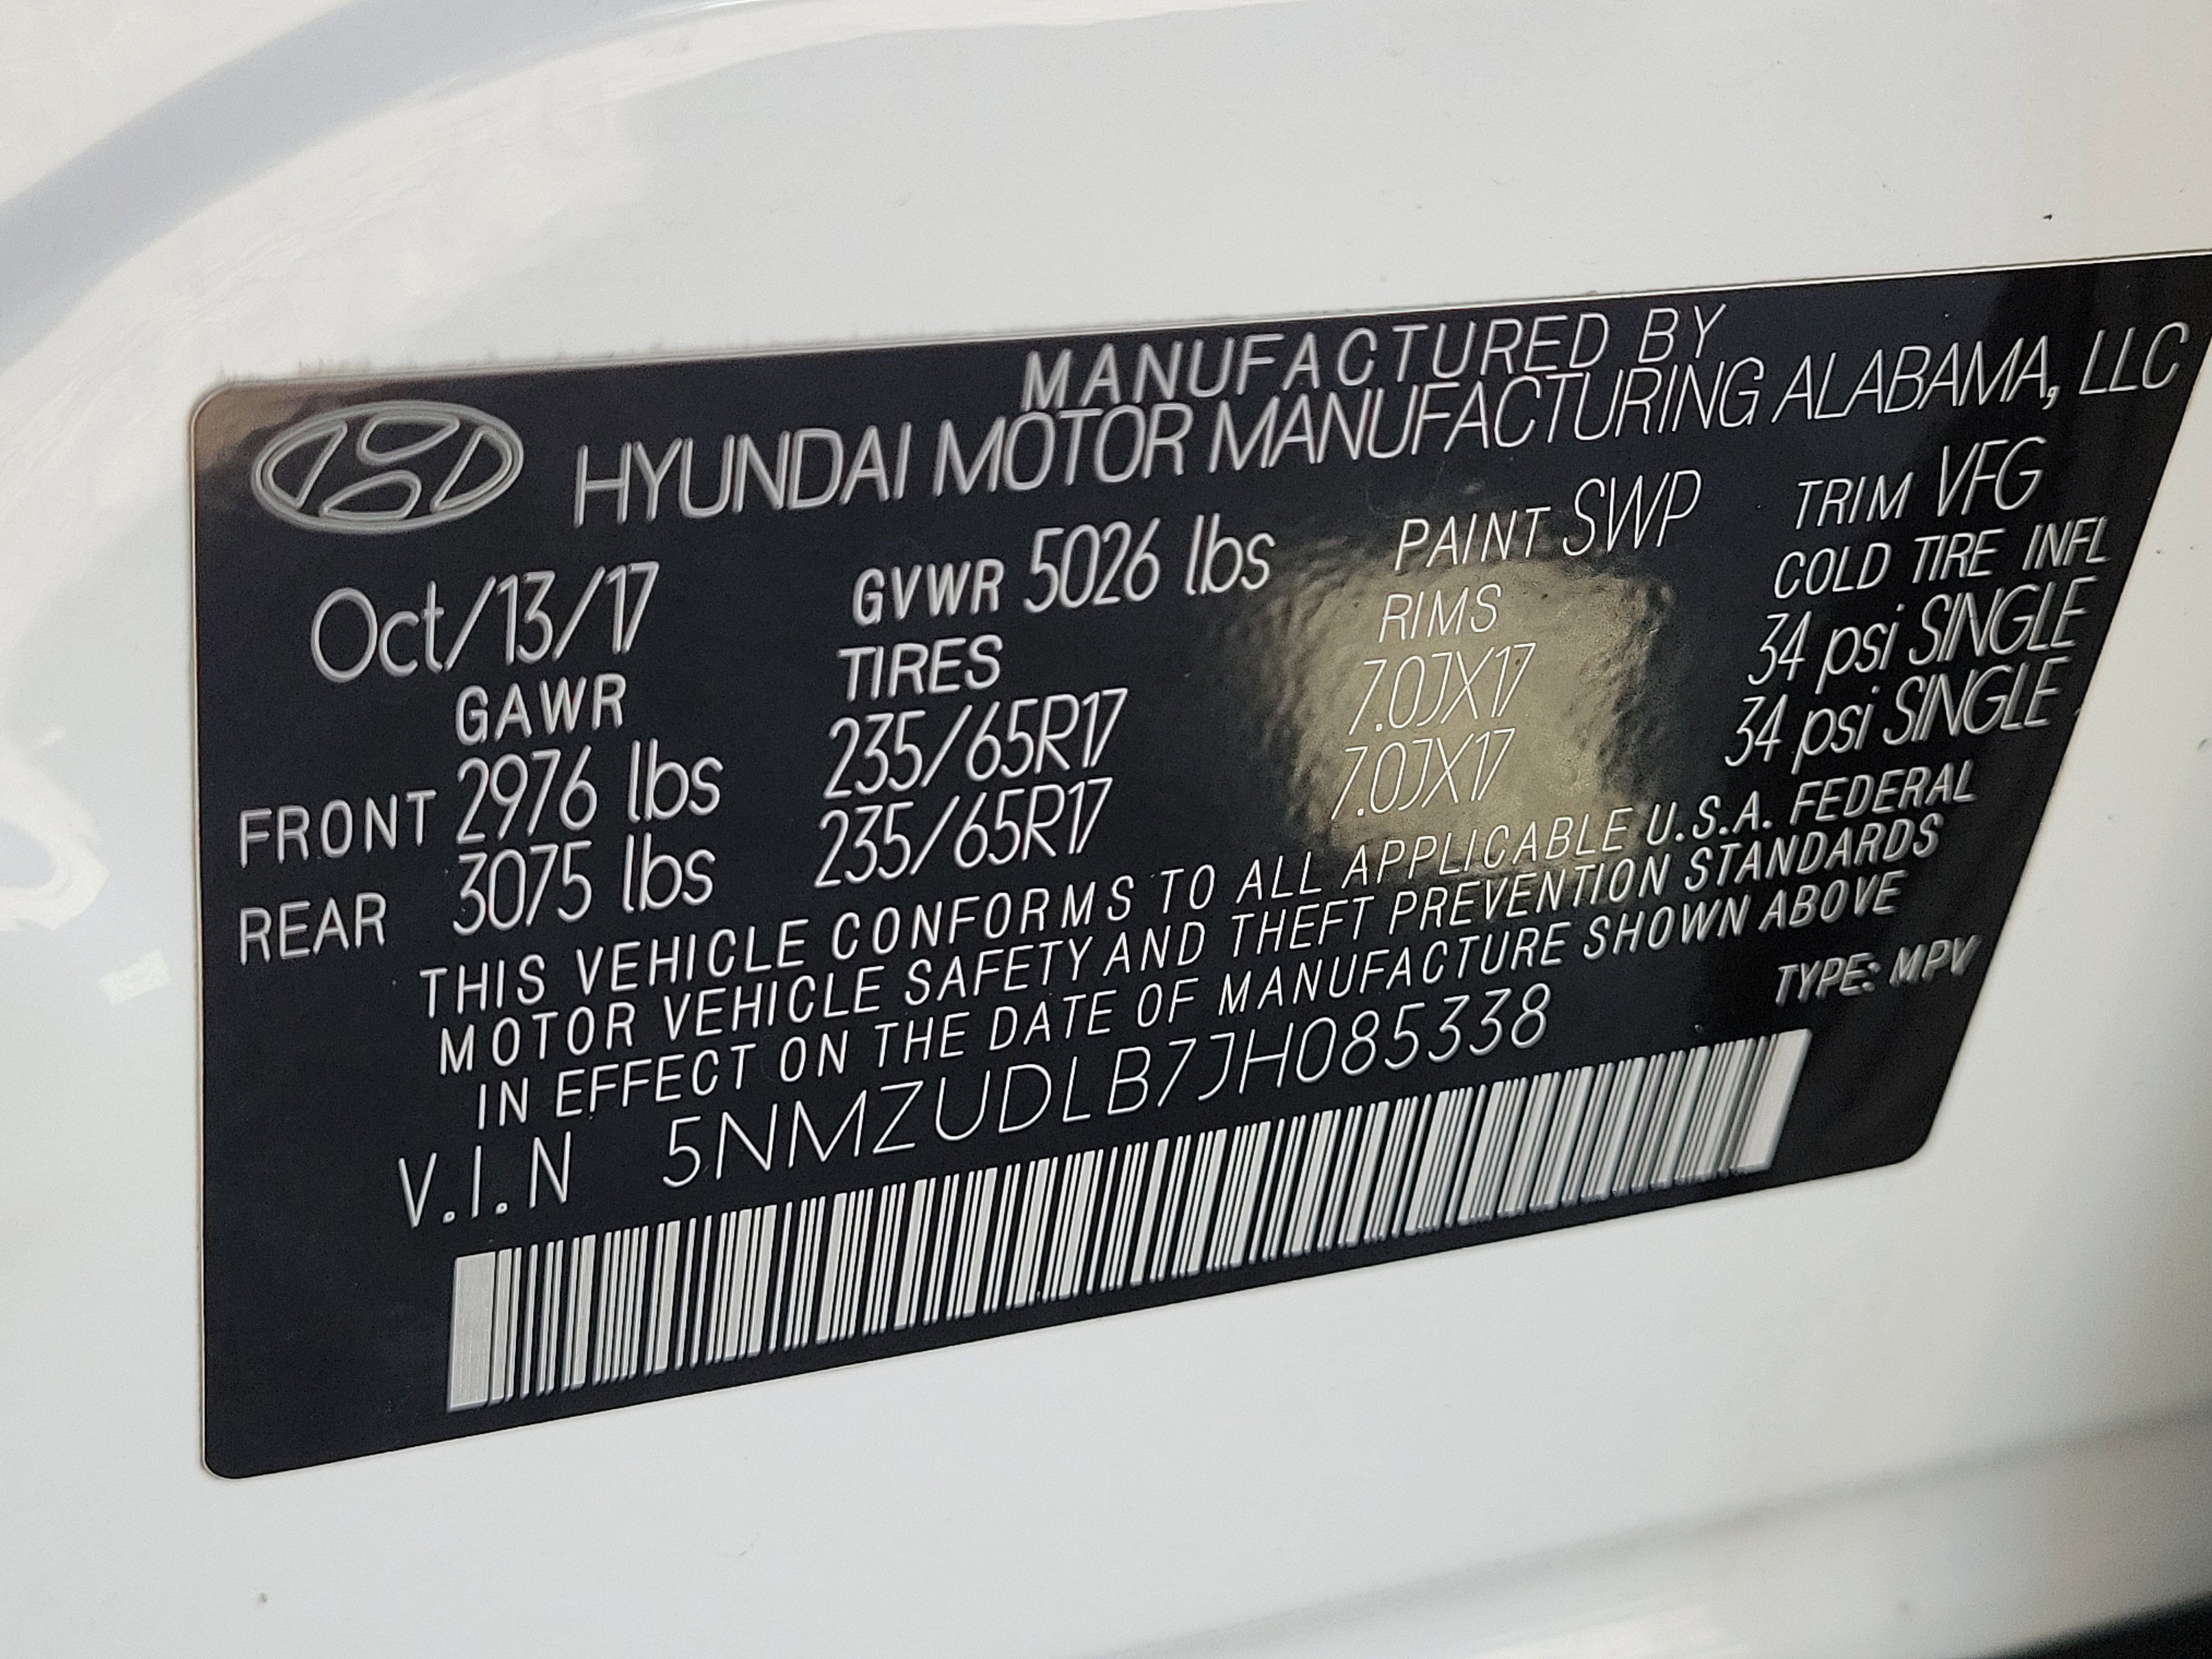 MANUFACTURED BY
HYUNDAI MOTOR MANUFACTURING ALABAMA, LLC
Oct/13/17 GVWR 5026 lbs PAINT SWP TRIM VFG
GAWR TIRES RIMS COLD TIRE INFL
FRONT 2976 lbs 235/65R17 7.0JX17 34 psi SINGLE
REAR 3075 lbs 235/65R17 7.0JX17 34 psi SINGLE
THIS VEHICLE CONFORMS TO ALL APPLICABLE U.S.A. FEDERAL
MOTOR VEHICLE SAFETY AND THEFT PREVENTION STANDARDS
IN EFFECT ON THE DATE OF MANUFACTURE SHOWN ABOVE
V.I.N 5NMZUDLB7JH085338 TYPE: MPV